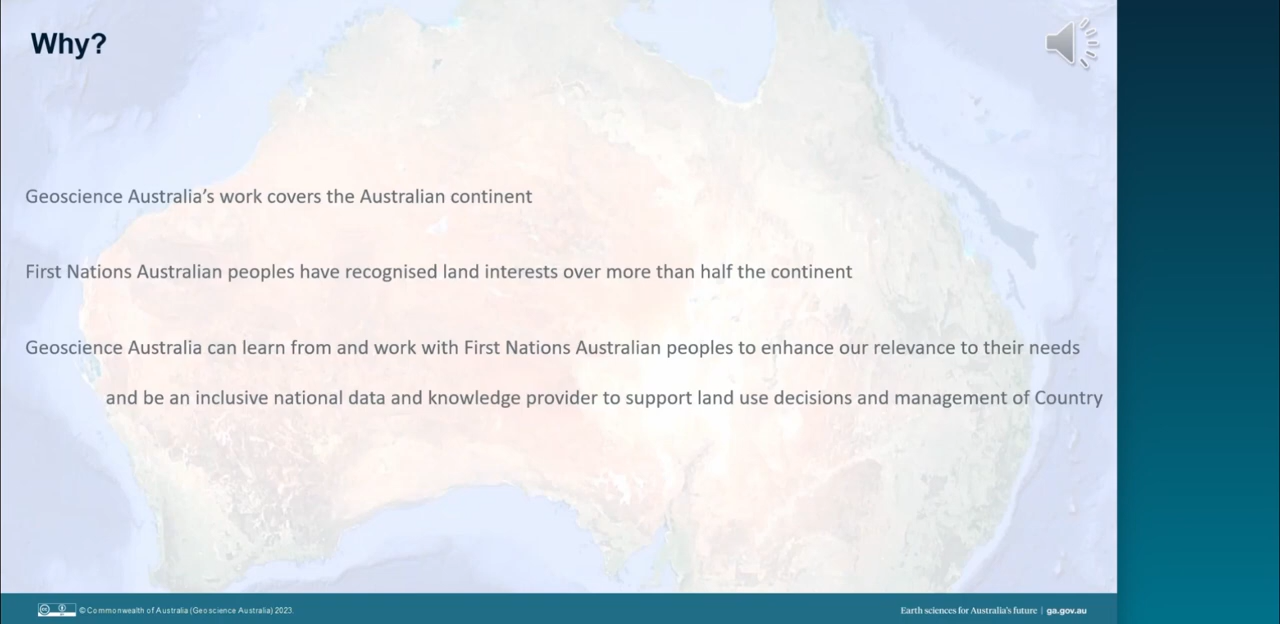 Why?
Geoscience Australia’s work covers the Australian continent
First Nations Australian peoples have recognised land interests over more than half the continent
Geoscience Australia can learn from and work with First Nations Australian peoples to enhance our relevance to their needs
and be an inclusive national data and knowledge provider to support land use decisions and management of Country
© Commonwealth of Australia (Geoscience Australia) 2023.
Earth sciences for Australia’s future | ga.gov.au